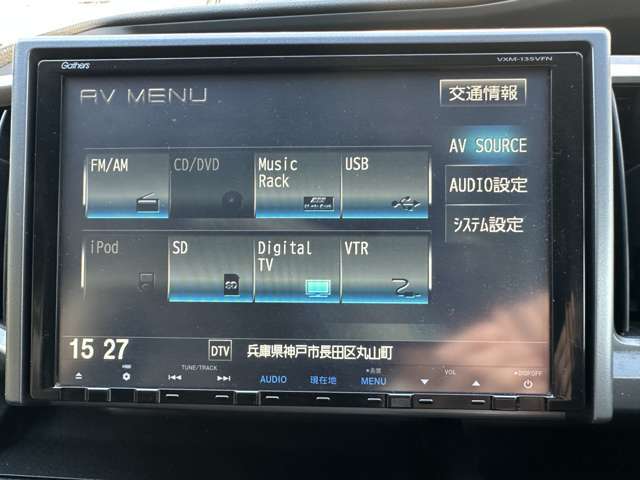 Gathers
VXM-135VFN
AV MENU
交通情報
AV SOURCE
AUDIO設定
システム設定
FM/AM
CD/DVD
Music
Rack
USB
iPod
SD
SD
Digital
TV
VTR
15 27
DTV
兵庫県神戸市長田区丸山町
TUNE/TRACK
AUDIO
現在地
MENU
VOL